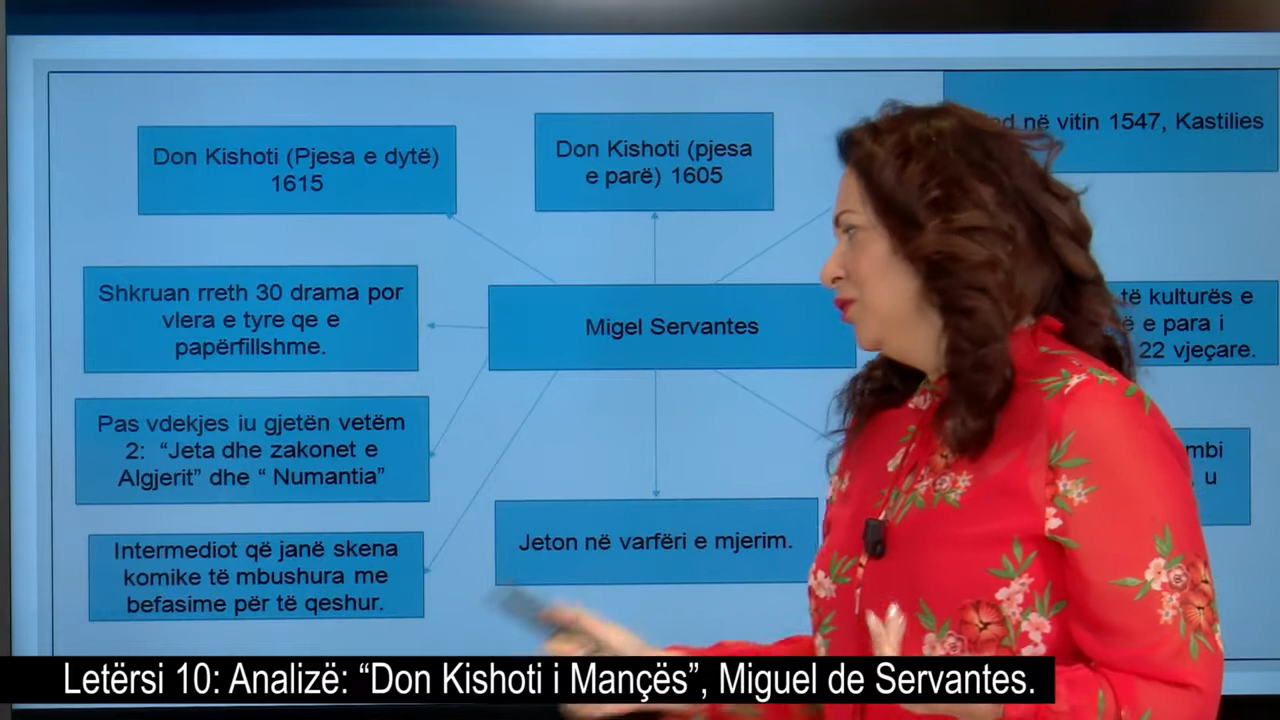 Don Kishoti (Pjesa e dytë)
1615
Don Kishoti (pjesa
e parë) 1605
në vitin 1547, Kastilies
Shkruan rreth 30 drama por
vlera e tyre qe e
papërfillshme.
Migel Servantes
të kulturës e
e para i
22 vjeçare.
Pas vdekjes iu gjetën vetëm
2: “Jeta dhe zakonet e
Algjerit” dhe “ Numantia”
u
Intermediot që janë skena
komike të mbushura me
befasime për të qeshur.
Jeton në varfëri e mjerim.
Letërsi 10: Analizë: “Don Kishoti i Mançës”, Miguel de Servantes.